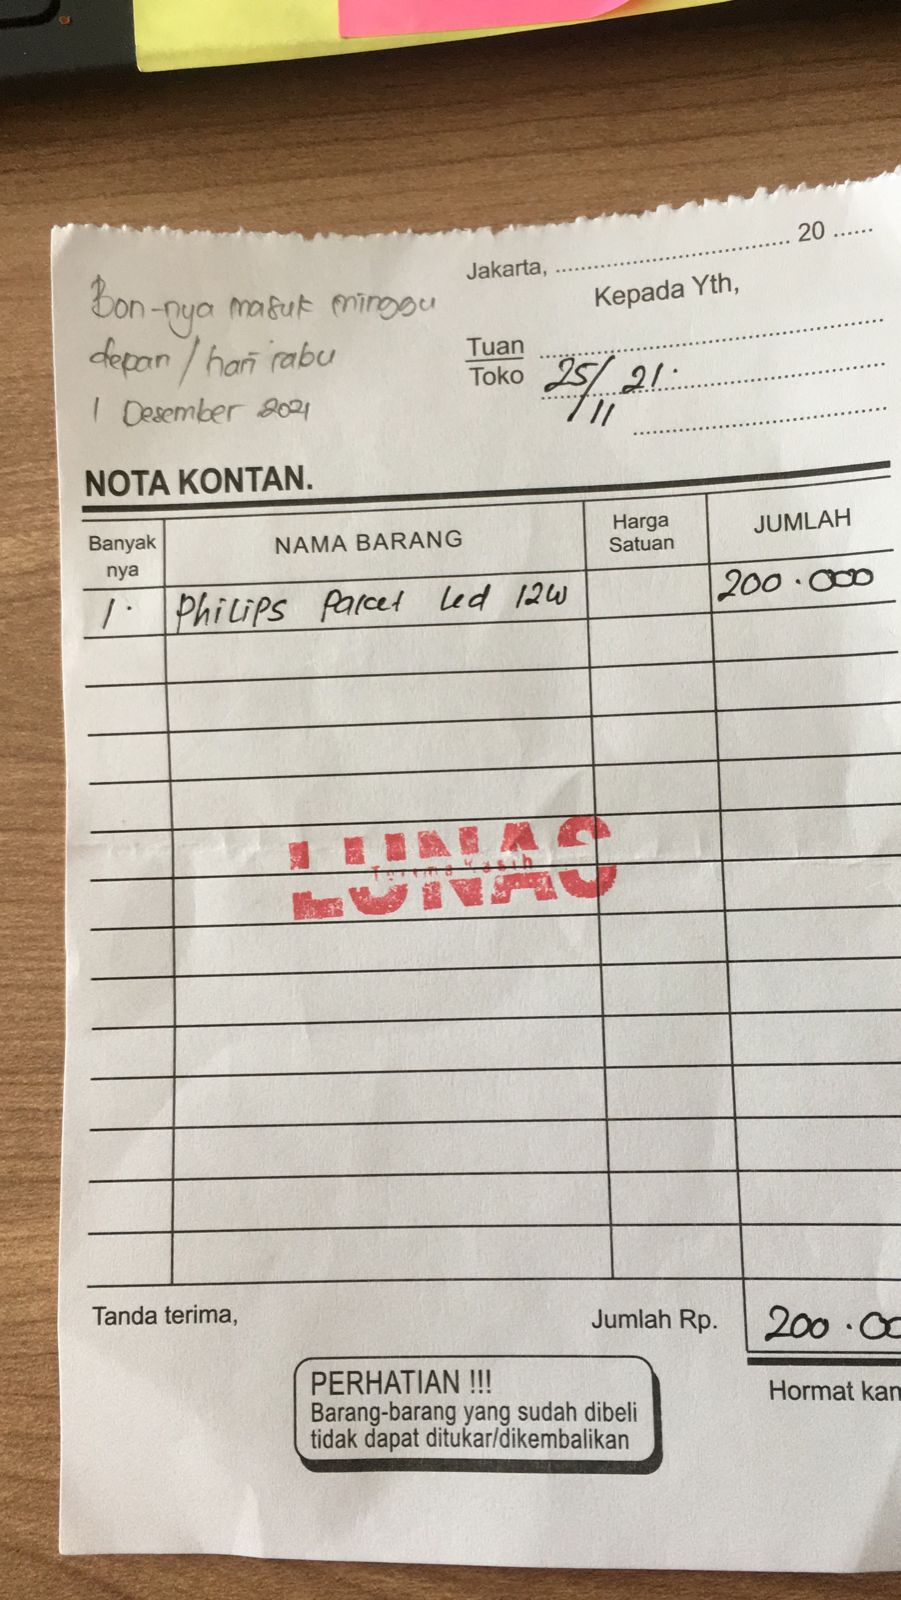 Jakarta, .................................... 20 ......
Kepada Yth,
Bon-nya masuk minggu
depan / hari rabu
1 Desember 2021
Tuan
Toko
25/11 21.
NOTA KONTAN.
Banyak nya NAMA BARANG Harga Satuan JUMLAH
1. Philips Parcet Led 12W 200.000
LUNAS
Terima Kasih
Tanda terima, Jumlah Rp. 200.00
PERHATIAN !!!
Barang-barang yang sudah dibeli
tidak dapat ditukar/dikembalikan
Hormat kam